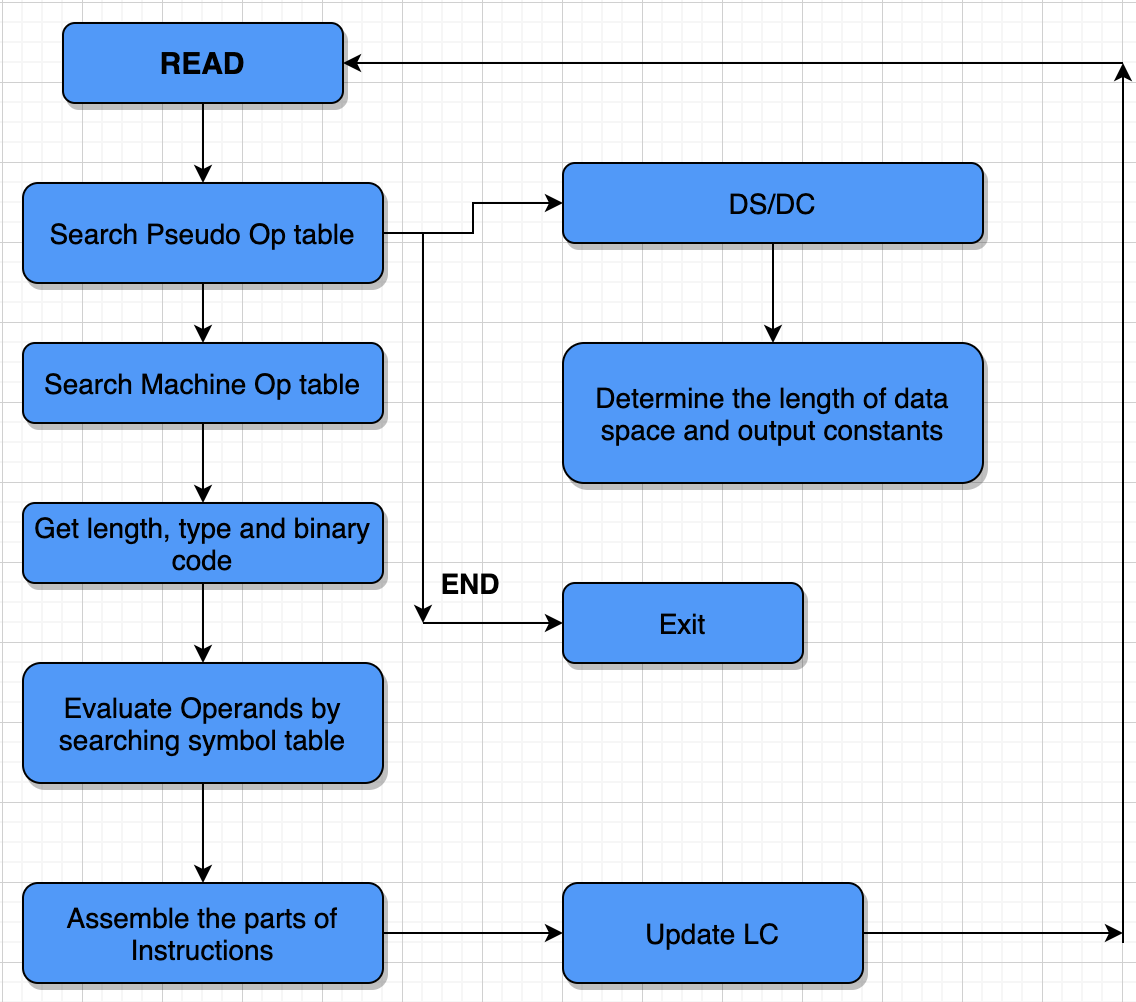 READ
Search Pseudo Op table
DS/DC
Search Machine Op table
Determine the length of data
space and output constants
Get length, type and binary
code
END
Exit
Evaluate Operands by
searching symbol table
Assemble the parts of
Instructions
Update LC